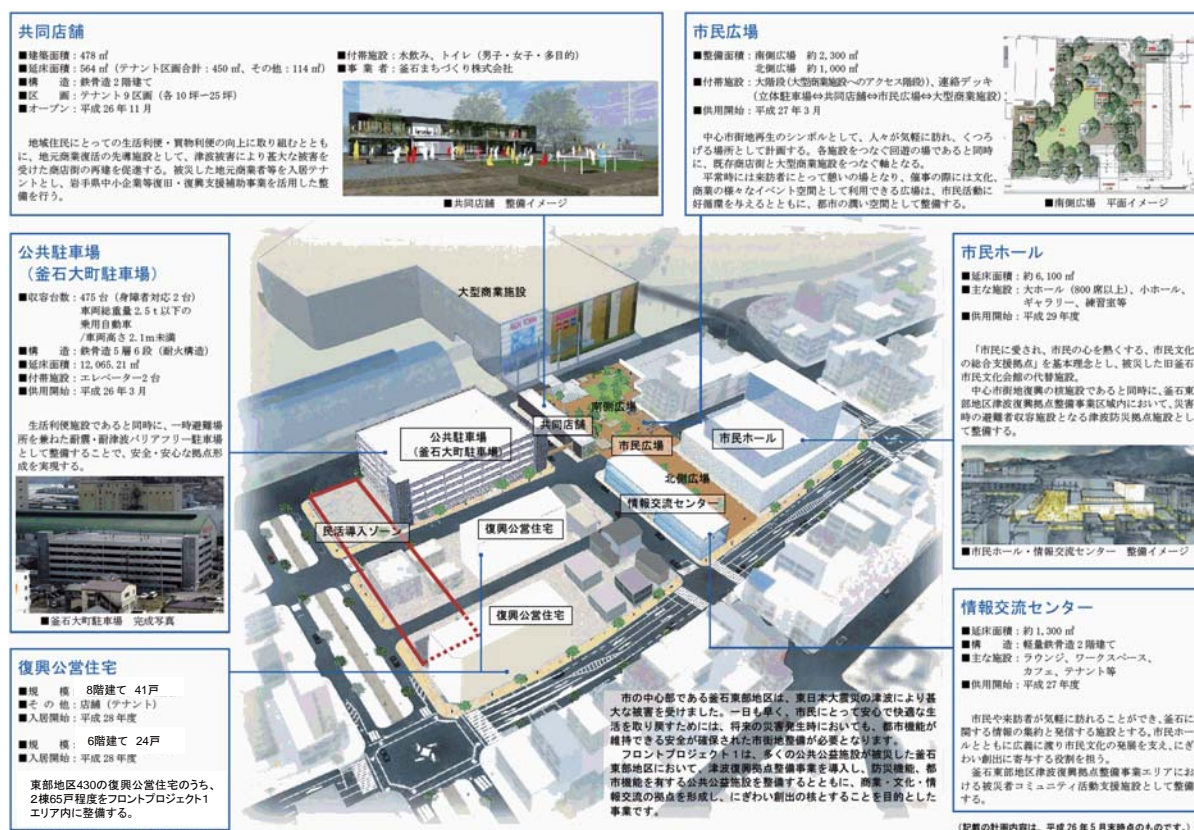 共同店舗
■建築面積：478 ㎡
■延床面積：564 ㎡（テナント区画合計：450 ㎡、その他：114 ㎡）
■構　　造：鉄骨造2階建て
■区　　画：テナント9区画（各10坪ー25坪）
■オープン：平成26年11月
■付帯施設：水飲み、トイレ（男子・女子・多目的）
■事 業 者：釜石まちづくり株式会社
地域住民にとっての生活利便・買物利便の向上に取り組むととも
に、地元商業復活の先導施設として、津波被害により甚大な被害を
受けた商店街の再建を促進する。被災した地元商業者等を入居テナ
ントとし、岩手県中小企業等復旧・復興支援補助事業を活用した整
備を行う。
■共同店舗　整備イメージ
市民広場
■整備面積：南側広場　約2,300 ㎡
北側広場　約1,000 ㎡
■付帯施設：大階段（大型商業施設へのアクセス階段））、連絡デッキ
（立体駐車場⇔共同店舗⇔市民広場⇔大型商業施設）
■供用開始：平成27年3月
中心市街地再生のシンボルとして、人々が気軽に訪れ、くつろ
げる場所として計画する。各施設をつなぐ回遊の場であると同時
に、既存商店街と大型商業施設をつなぐ軸となる。
平常時には来訪者にとって憩いの場となり、催事の際には文化、
商業の様々なイベント空間として利用できる広場は、市民活動に
好循環を与えるとともに、都市の潤い空間として整備する。
■南側広場　平面イメージ
公共駐車場
（釜石大町駐車場）
■収容台数：475台（身障者対応2台）
車両総重量2.5t以下の
乗用自動車
/車両高さ2.1m未満
■構　　造：鉄骨造5層6段（耐火構造）
■延床面積：12,065.21 ㎡
■付帯施設：エレベーター2台
■供用開始：平成26年3月
生活利便施設であると同時に、一時避難場
所を兼ねた耐震・耐津波バリアフリー駐車場
として整備することで、安全・安心な拠点形
成を実現する。
■釜石大町駐車場　完成写真
復興公営住宅
■規　　模：8階建て 41戸
■そ の 他：店舗（テナント）
■入居開始：平成28年度
■規　　模：6階建て 24戸
■入居開始：平成28年度
東部地区430の復興公営住宅のうち、
2棟65戸程度をフロントプロジェクト1
エリア内に整備する。
大型商業施設
南側広場
共同店舗
公共駐車場
（釜石大町駐車場）
市民広場
市民ホール
北側広場
情報交流センター
民活導入ゾーン
復興公営住宅
復興公営住宅
市の中心部である釜石東部地区は、東日本大震災の津波により甚
大な被害を受けました。一日も早く、市民にとって安心で快適な生
活を取り戻すためには、将来の災害発生時においても、都市機能が
維持できる安全が確保された市街地整備が必要となります。
フロントプロジェクト1は、多くの公共公益施設が被災した釜石
東部地区において、津波復興拠点整備事業を導入し、防災機能、都
市機能を有する公共公益施設を整備するとともに、商業・文化・情
報交流の拠点を形成し、にぎわい創出の核とすることを目的とした
事業です。
市民ホール
■延床面積：約6,100 ㎡
■主な施設：大ホール（800席以上）、小ホール、
ギャラリー、練習室等
■供用開始：平成29年度
「市民に愛され、市民の心を熱くする、市民文化
の総合支援拠点」を基本理念とし、被災した旧釜石
市民文化会館の代替施設。
中心市街地復興の核施設であると同時に、釜石東
部地区津波復興拠点整備事業区域内において、災害
時の避難者収容施設となる津波防災拠点施設とし
て整備する。
■市民ホール・情報交流センター　整備イメージ
情報交流センター
■延床面積：約1,300 ㎡
■構　　造：軽量鉄骨造2階建て
■主な施設：ラウンジ、ワークスペース、
カフェ、テナント等
■供用開始：平成27年度
市民や来訪者が気軽に訪れることができ、釜石に
関する情報の集約と発信する施設とする。市民ホー
ルとともに広義に渡り市民文化の発展を支え、にぎ
わい創出に寄与する役割を担う。
釜石東部地区津波復興拠点整備事業エリアにお
ける被災者コミュニティ活動支援施設として整備
する。
（記載の計画内容は、平成26年5月末時点のものです。）